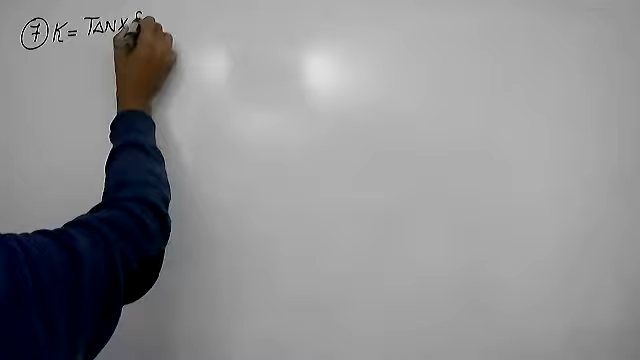 ⑦ K = TANX